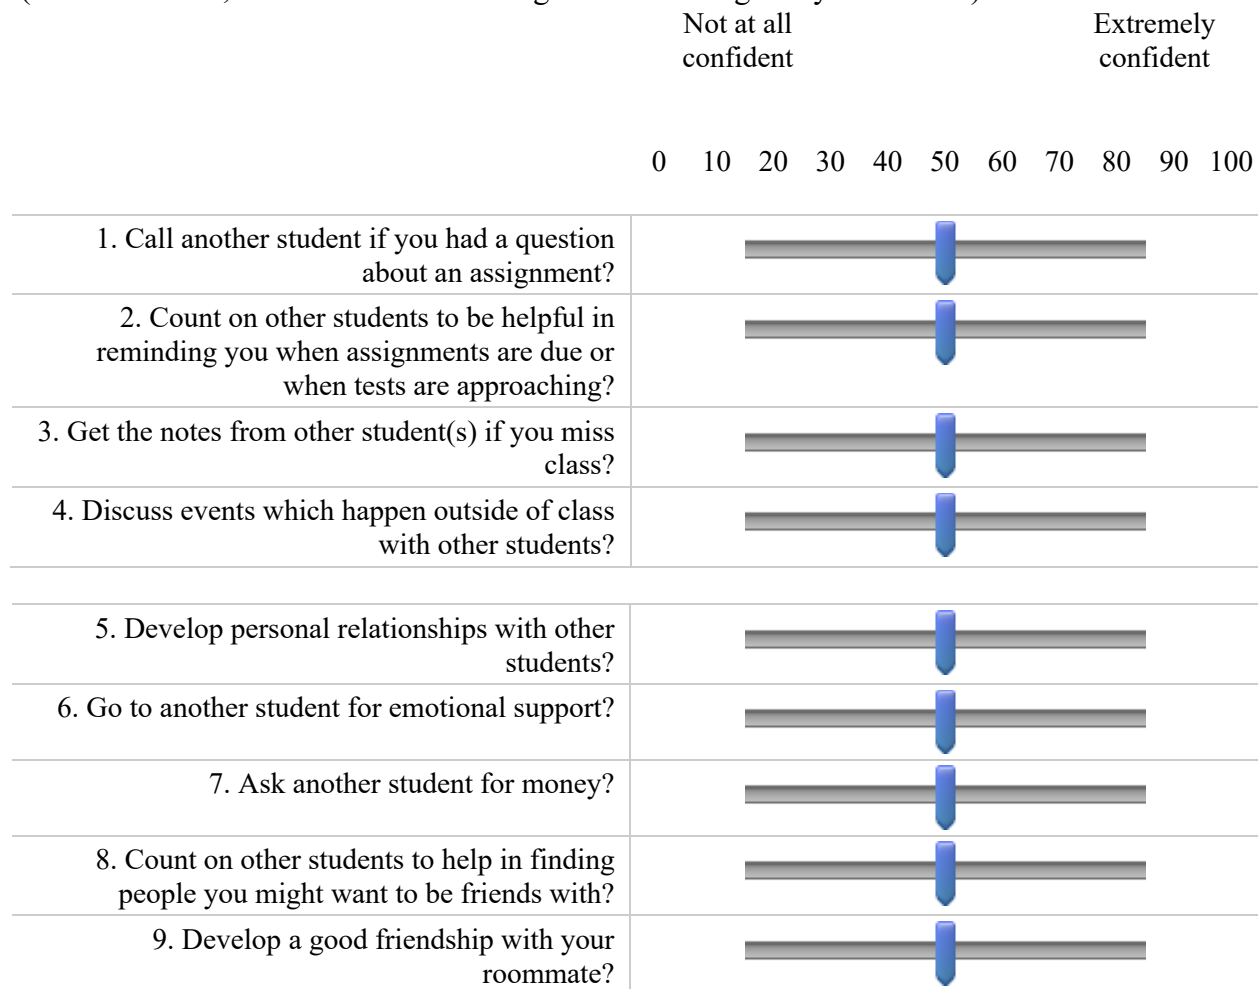 Not at all Extremely
confident confident
0 10 20 30 40 50 60 70 80 90 100
1. Call another student if you had a question
about an assignment?
2. Count on other students to be helpful in
reminding you when assignments are due or
when tests are approaching?
3. Get the notes from other student(s) if you miss
class?
4. Discuss events which happen outside of class
with other students?
5. Develop personal relationships with other
students?
6. Go to another student for emotional support?
7. Ask another student for money?
8. Count on other students to help in finding
people you might want to be friends with?
9. Develop a good friendship with your
roommate?